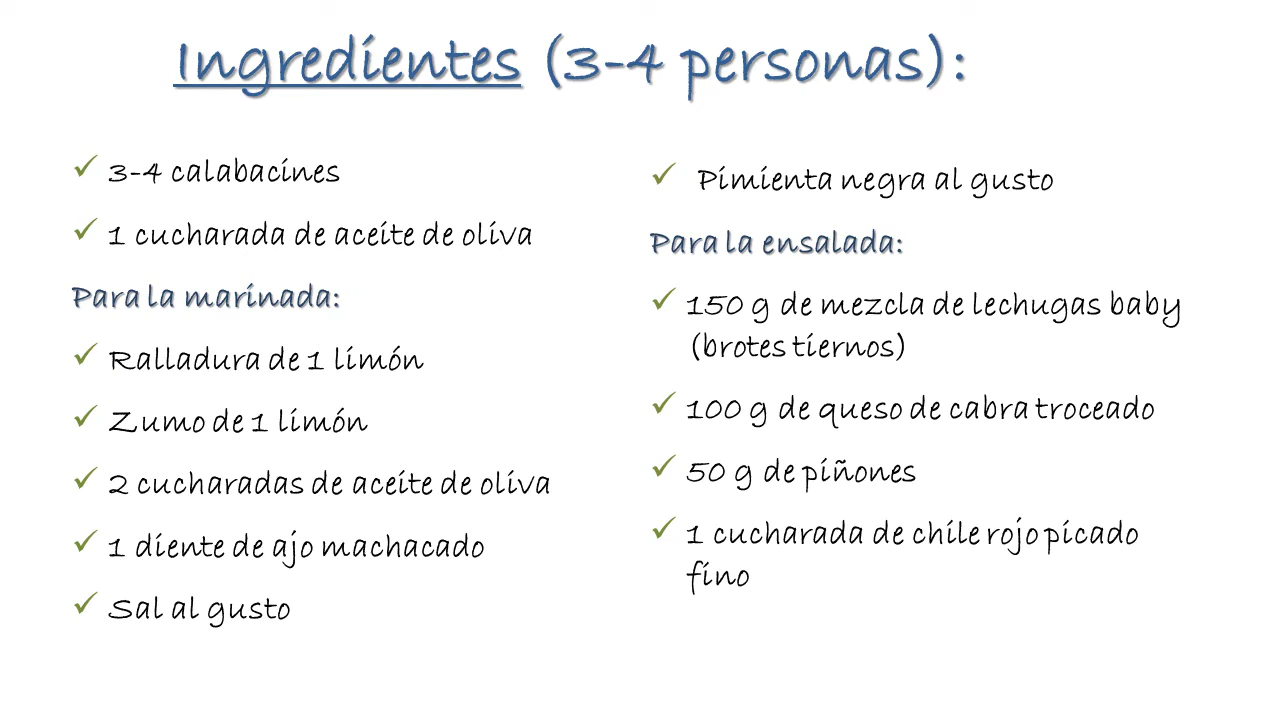 Ingredientes (3-4 personas):
3-4 calabacines
1 cucharada de aceite de oliva
Para la marinada:
Ralladura de 1 limón
Zumo de 1 limón
2 cucharadas de aceite de oliva
1 diente de ajo machacado
Sal al gusto
Pimienta negra al gusto
Para la ensalada:
150 g de mezcla de lechugas baby
(brotes tiernos)
100 g de queso de cabra troceado
50 g de piñones
1 cucharada de chile rojo picado
fino